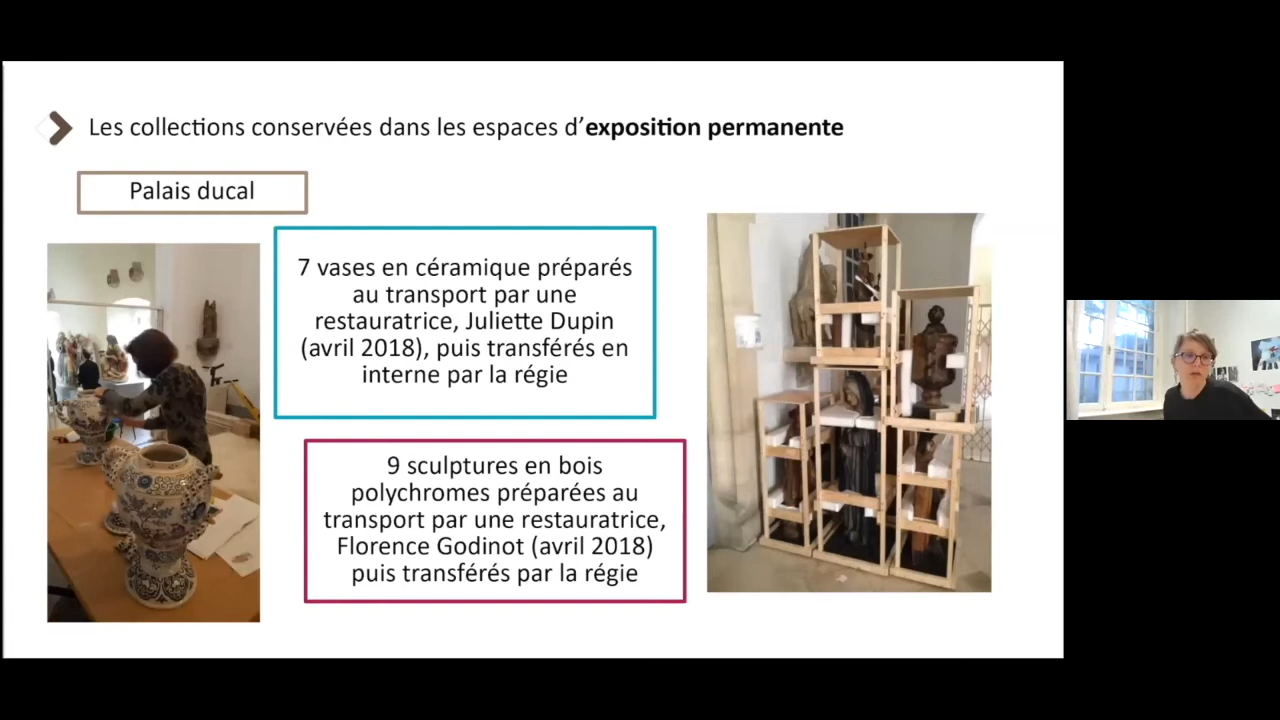 Les collections conservées dans les espaces d’exposition permanente
Palais ducal
7 vases en céramique préparés
au transport par une
restauratrice, Juliette Dupin
(avril 2018), puis transférés en
interne par la régie
9 sculptures en bois
polychromes préparées au
transport par une restauratrice,
Florence Godinot (avril 2018)
puis transférés par la régie